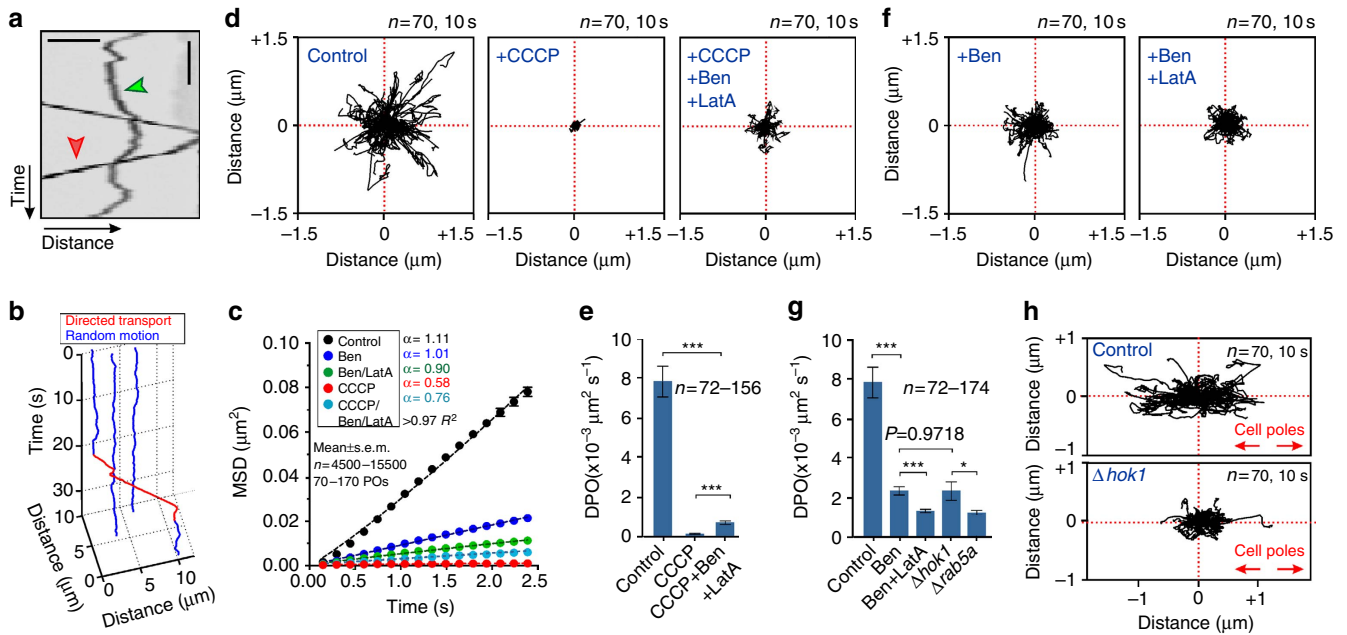 a
Time
Distance
b
Directed transport
Random motion
0
10
20
30
10
5
0
0
5
10
Time (s)
Distance (μm)
Distance (μm)
c
Control
Ben
Ben/LatA
CCCP
CCCP/
Ben/LatA
α = 1.11
α = 1.01
α = 0.90
α = 0.58
α = 0.76
>0.97 R²
Mean±s.e.m.
n=4500–15500
70–170 POs
0.10
0.08
0.06
0.04
0.02
0.00
MSD (μm²)
0.0
0.5
1.0
1.5
2.0
2.5
Time (s)
d
n=70, 10 s
n=70, 10 s
n=70, 10 s
Control
+CCCP
+CCCP
+Ben
+LatA
+1.5
0
−1.5
Distance (μm)
−1.5
0
+1.5
0
+1.5
0
+1.5
Distance (μm)
Distance (μm)
Distance (μm)
e
10
8
6
4
2
0
DPO(x10⁻³ μm² s⁻¹)
***
n=72–156
***
Control
CCCP
CCCP+Ben
+LatA
f
n=70, 10 s
n=70, 10 s
+Ben
+Ben
+LatA
+1.5
0
−1.5
Distance (μm)
−1.5
0
+1.5
0
+1.5
Distance (μm)
Distance (μm)
g
10
8
6
4
2
0
DPO(x10⁻³ μm² s⁻¹)
***
n=72–174
P=0.9718
***
*
Control
Ben
Ben+LatA
Δhok1
Δrab5a
h
+1
0
−1
Distance (μm)
Control
n=70, 10 s
Cell poles
+1
0
−1
Distance (μm)
Δhok1
n=70, 10 s
Cell poles
−1
0
+1
Distance (μm)